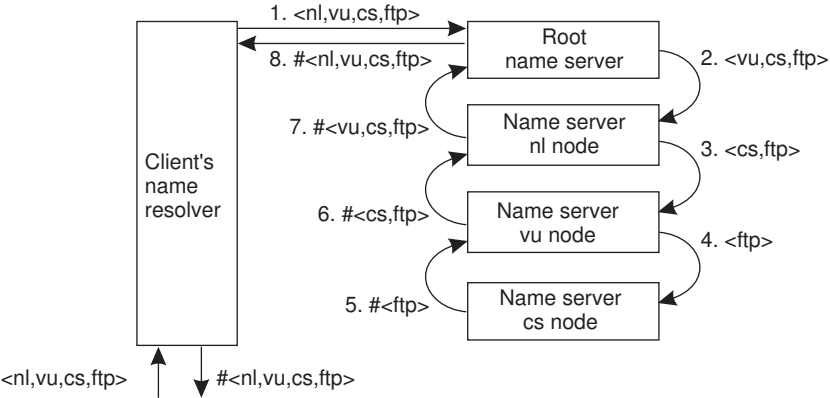 1. <nl,vu,cs,ftp>
8. #<nl,vu,cs,ftp>
Root
name server
2. <vu,cs,ftp>
7. #<vu,cs,ftp>
Name server
nl node
3. <cs,ftp>
Client's
name
resolver
6. #<cs,ftp>
Name server
vu node
4. <ftp>
5. #<ftp>
Name server
cs node
<nl,vu,cs,ftp>
#<nl,vu,cs,ftp>